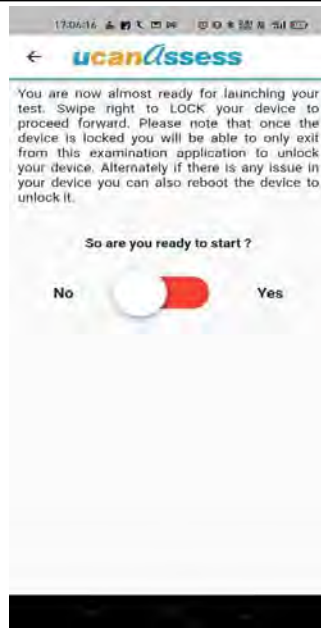 17:06:16
ucanAssess
You are now almost ready for launching your
test. Swipe right to LOCK your device to
proceed forward. Please note that once the
device is locked you will be able to only exit
from this examination application to unlock
your device. Alternately if there is any issue in
your device you can also reboot the device to
unlock it.
So are you ready to start ?
No Yes